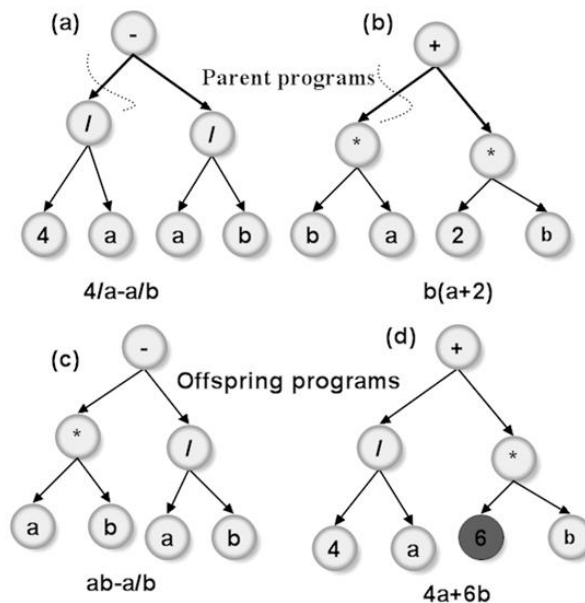 (a)
-
(b)
+
Parent programs
/
/
*
*
4
a
a
b
b
a
2
b
4/a-a/b
b(a+2)
(c)
-
(d)
+
Offspring programs
*
/
/
*
a
b
a
b
4
a
6
b
ab-a/b
4a+6b